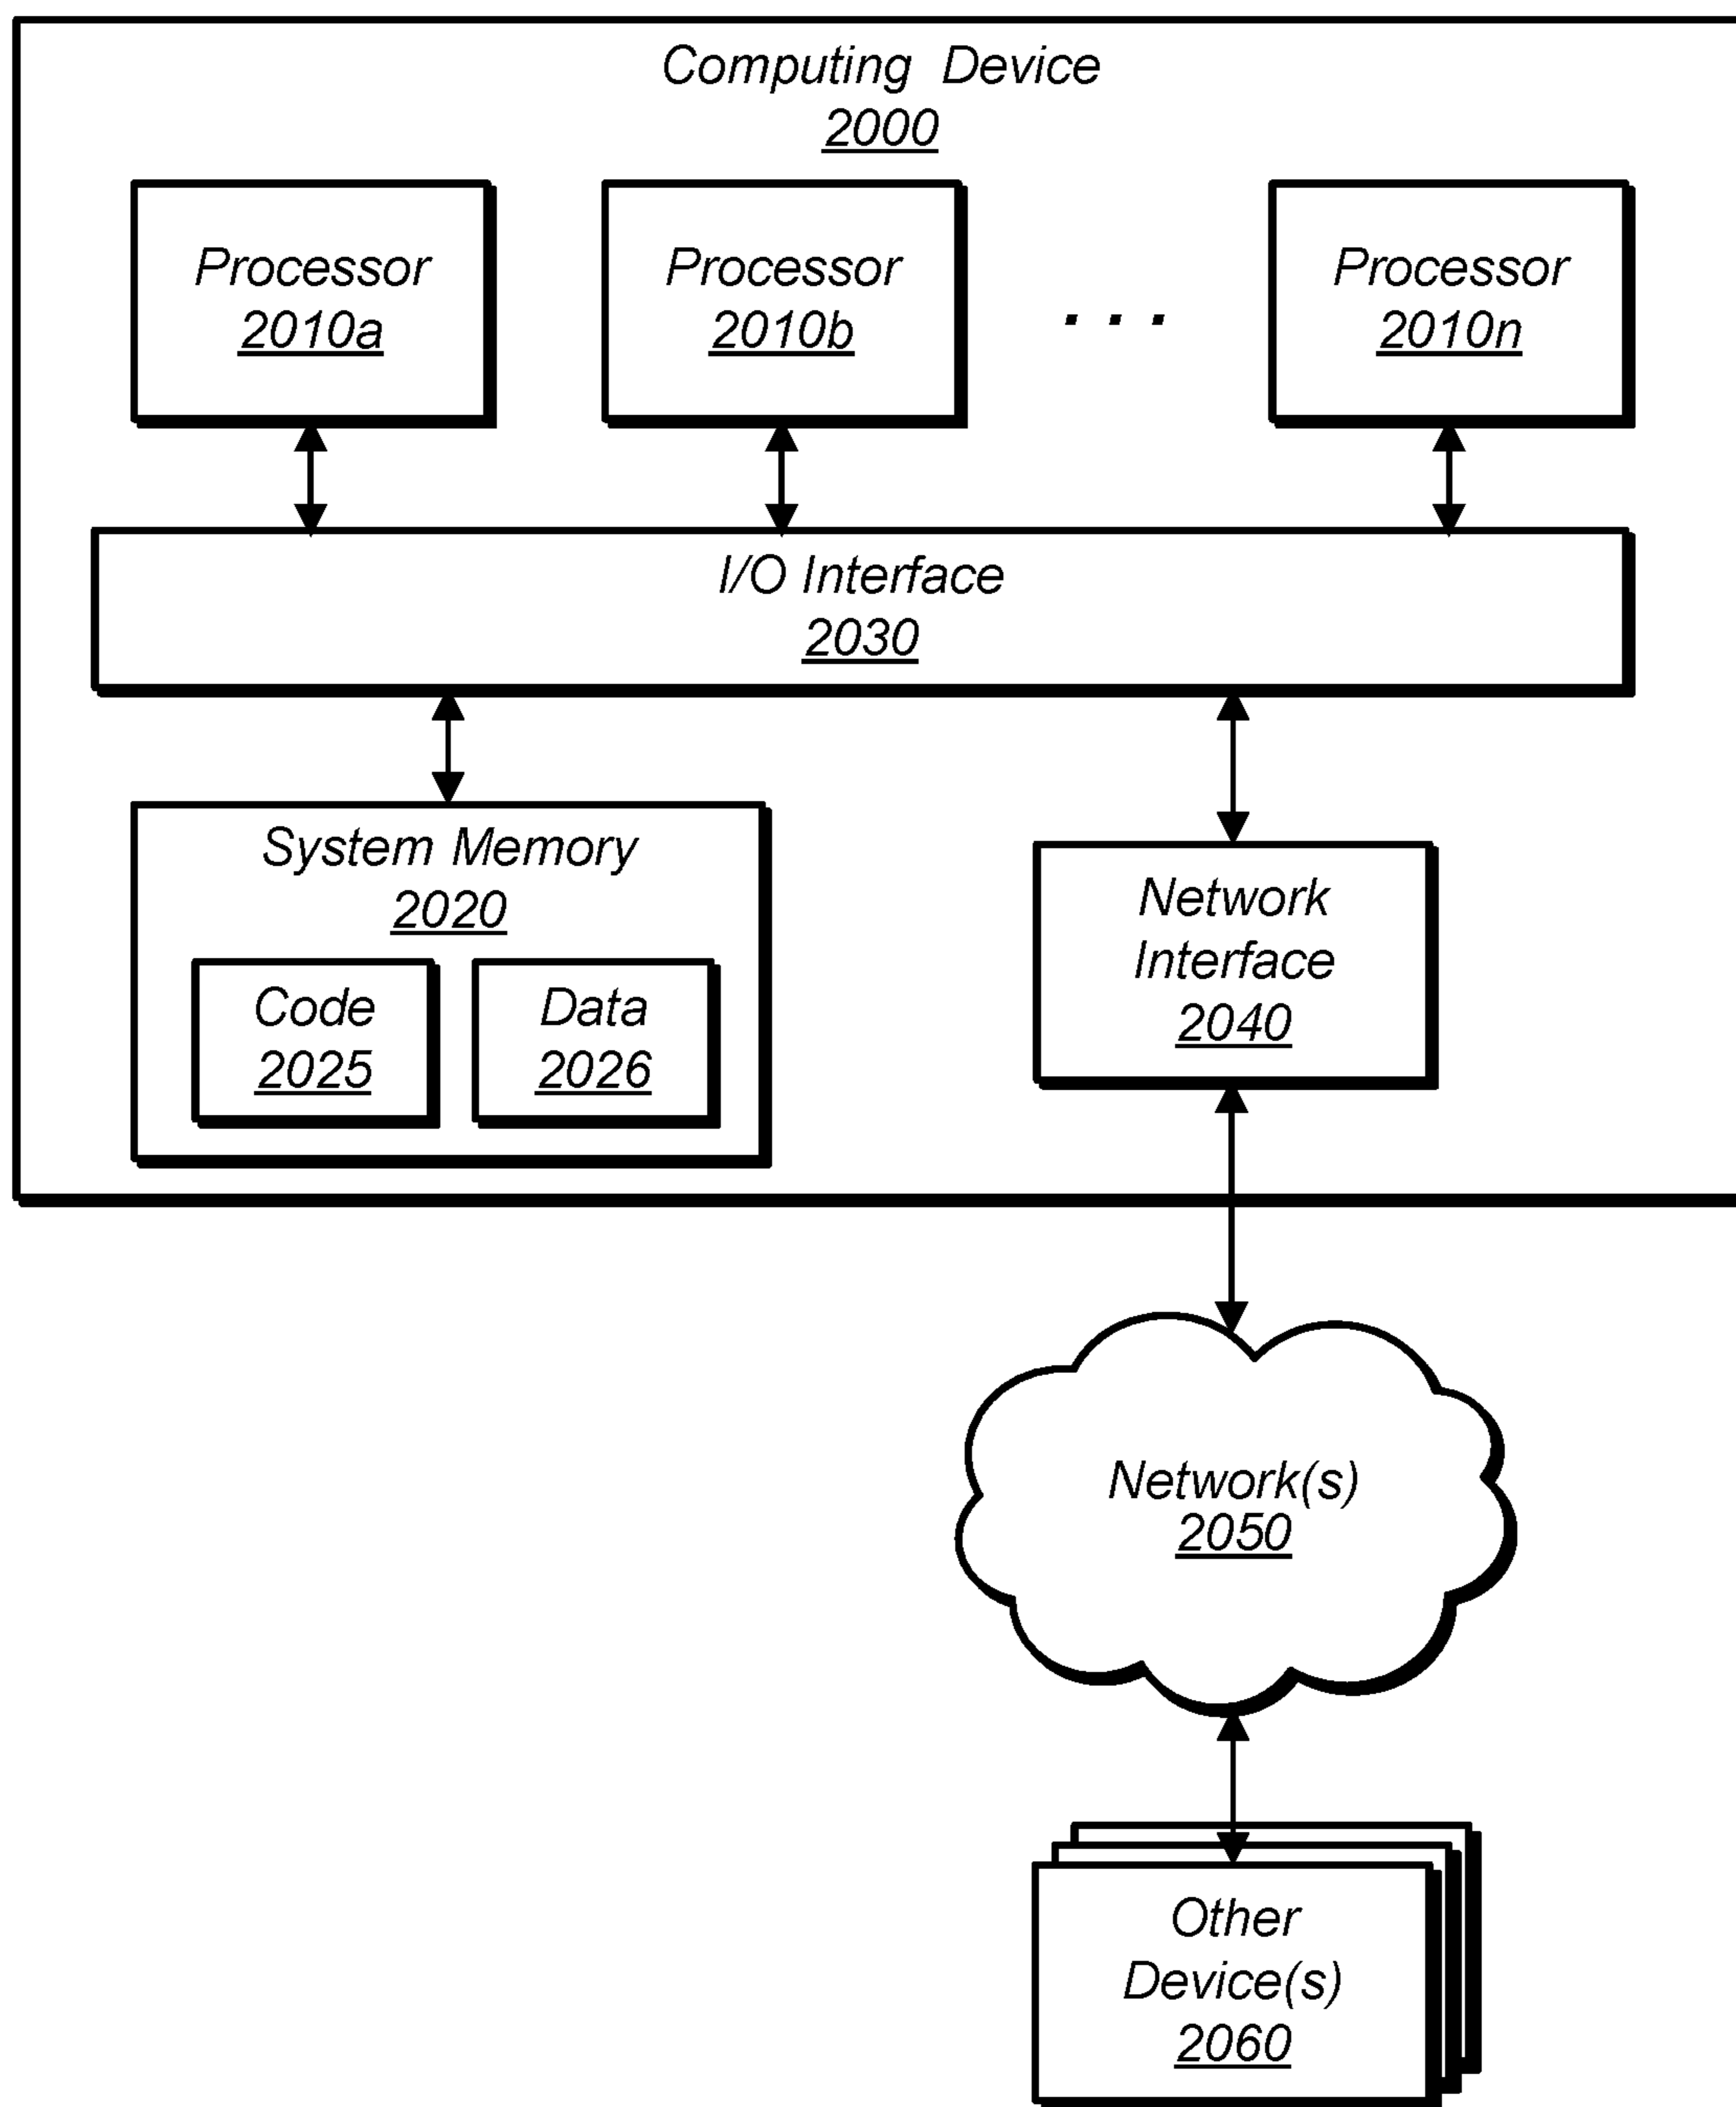 Computing Device
2000
Processor
2010a
Processor
2010b
. . .
Processor
2010n
I/O Interface
2030
System Memory
2020
Code
2025
Data
2026
Network
Interface
2040
Network(s)
2050
Other
Device(s)
2060